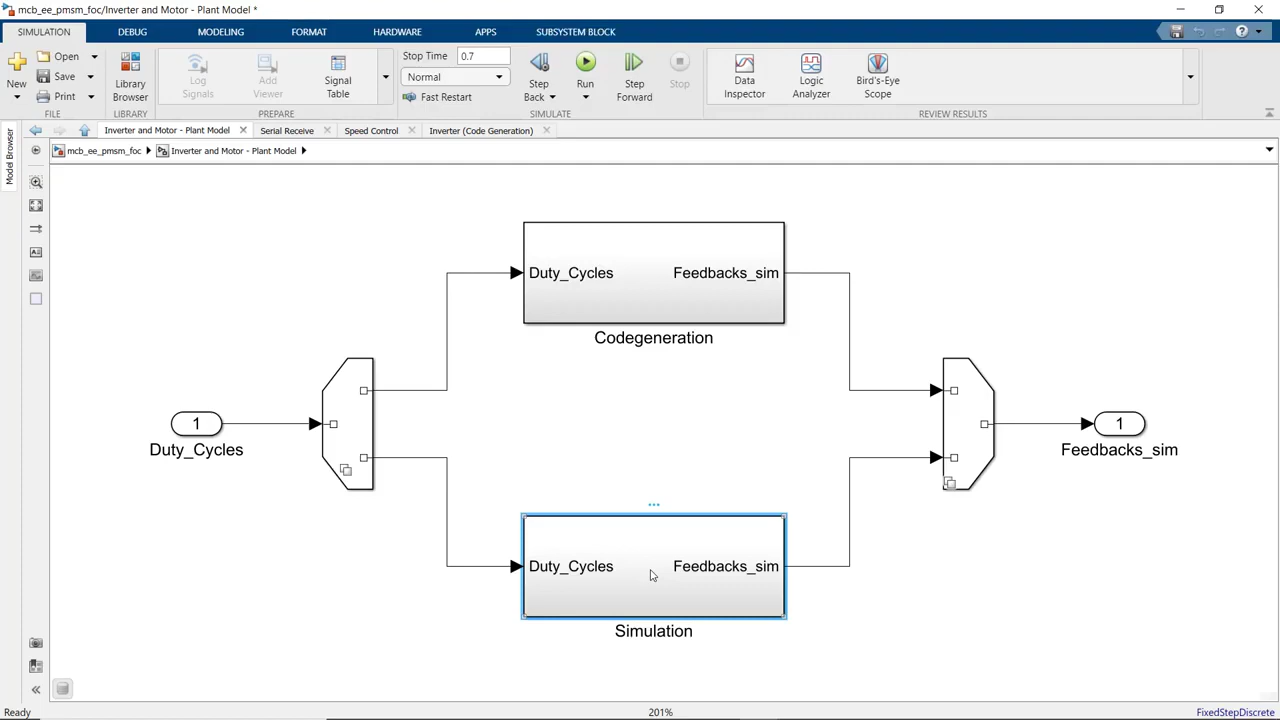 mcb_ee_pmsm_foc/Inverter and Motor - Plant Model *
SIMULATION DEBUG MODELING FORMAT HARDWARE APPS SUBSYSTEM BLOCK
New
Open
Save
Print
FILE
Library Browser
LIBRARY
Log Signals
Add Viewer
Signal Table
PREPARE
Stop Time 0.7
Normal
Fast Restart
Step Back
Run
Step Forward
Stop
SIMULATE
Data Inspector
Logic Analyzer
Bird's-Eye Scope
REVIEW RESULTS
Model Browser
Inverter and Motor - Plant Model Serial Receive Speed Control Inverter (Code Generation)
mcb_ee_pmsm_foc Inverter and Motor - Plant Model
Duty_Cycles Feedbacks_sim
Codegeneration
1
Duty_Cycles
1
Feedbacks_sim
Duty_Cycles Feedbacks_sim
Simulation
Ready 201% FixedStepDiscrete